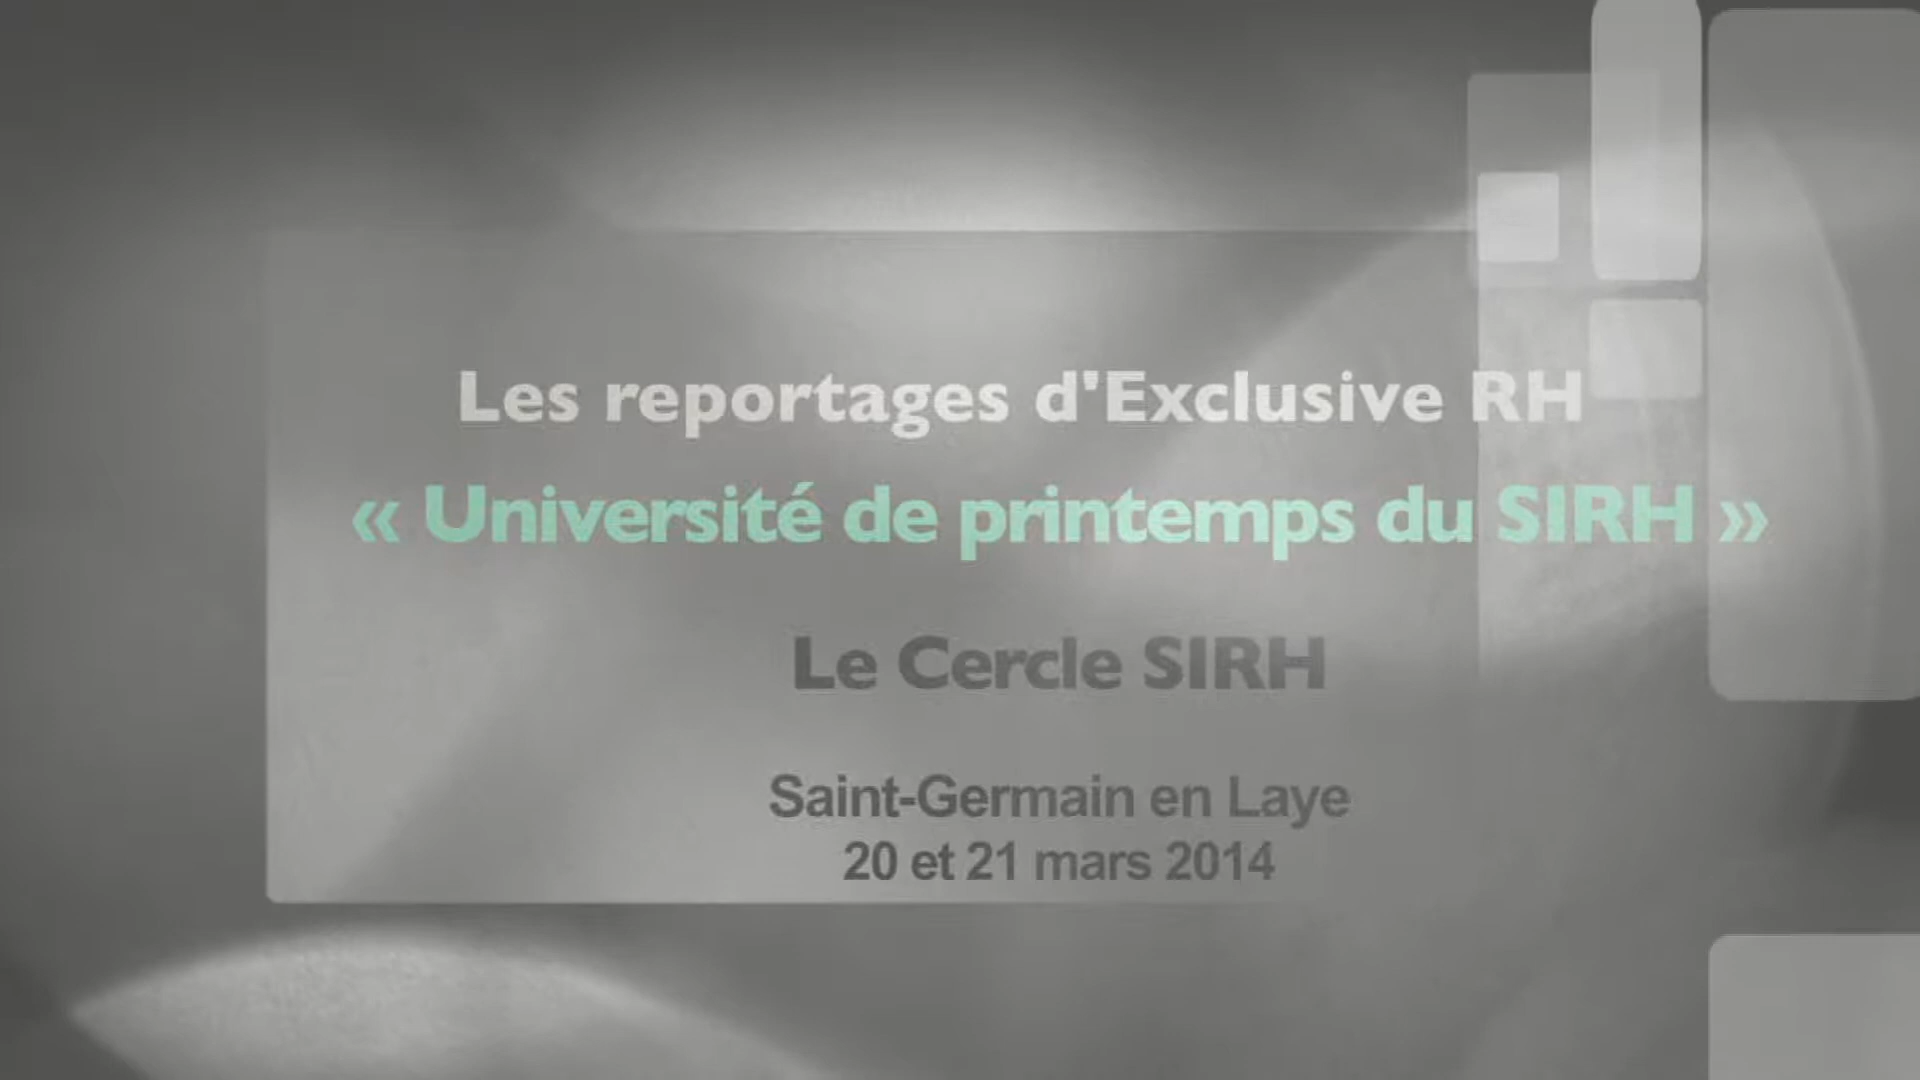 Les reportages d'Exclusive RH
« Université de printemps du SIRH »
Le Cercle SIRH
Saint-Germain en Laye
20 et 21 mars 2014